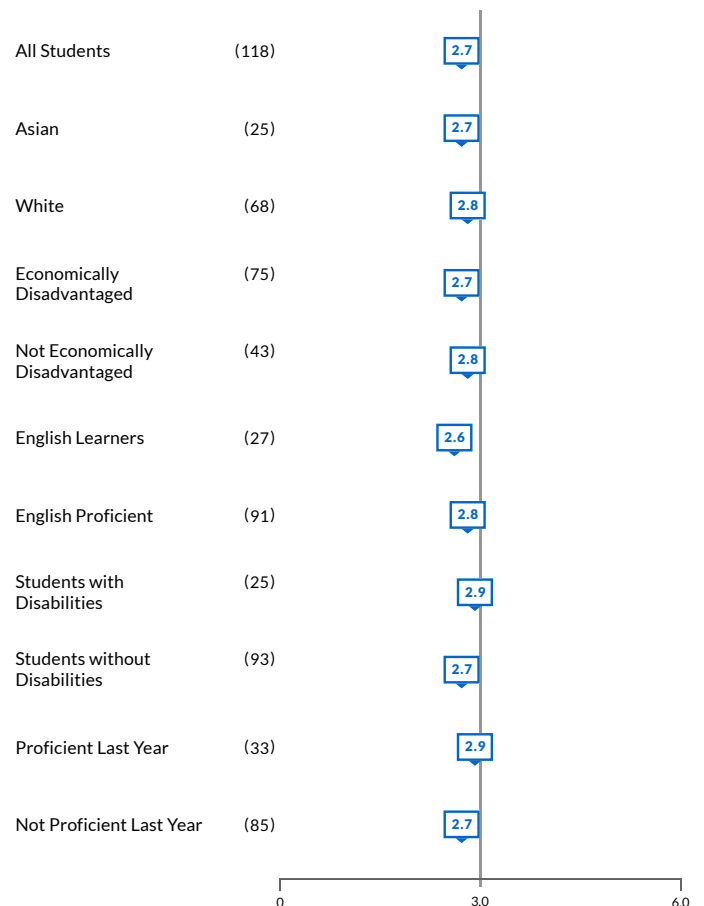 All Students (118) 2.7
Asian (25) 2.7
White (68) 2.8
Economically (75)
Disadvantaged 2.7
Not Economically (43)
Disadvantaged 2.8
English Learners (27) 2.6
English Proficient (91) 2.8
Students with (25)
Disabilities 2.9
Students without (93)
Disabilities 2.7
Proficient Last Year (33) 2.9
Not Proficient Last Year (85) 2.7
0 3.0 6.0